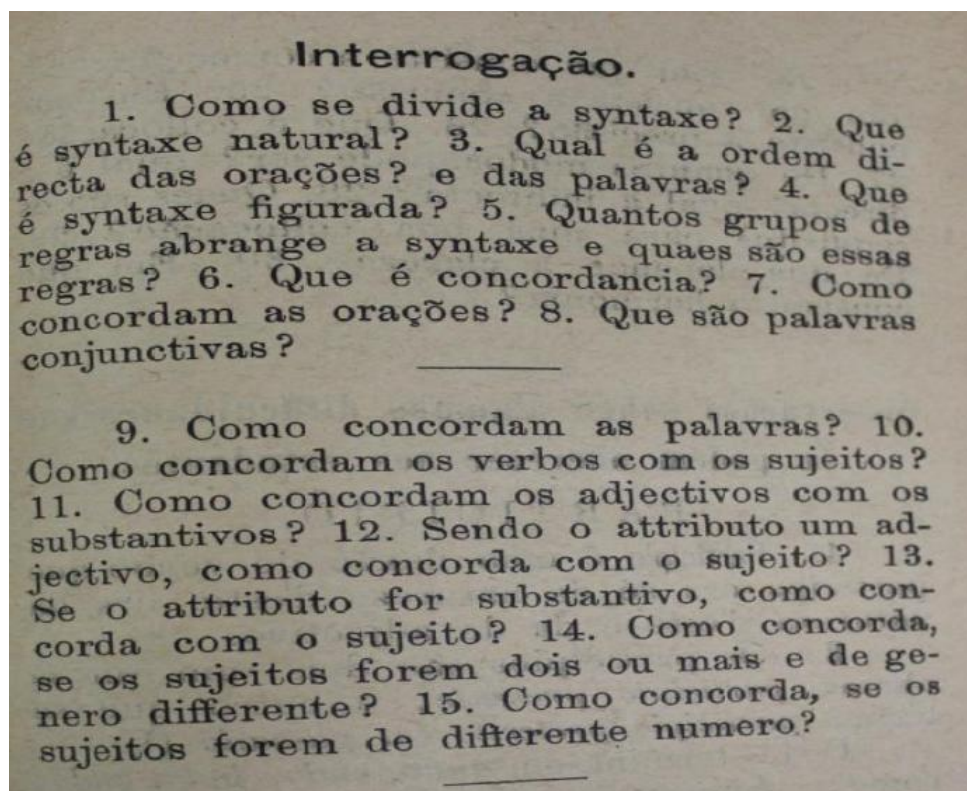 Interrogação.
1. Como se divide a syntaxe? 2. Que
é syntaxe natural? 3. Qual é a ordem di-
recta das orações? e das palavras? 4. Que
é syntaxe figurada? 5. Quantos grupos de
regras abrange a syntaxe e quaes são essas
regras? 6. Que é concordancia? 7. Como
concordam as orações? 8. Que são palavras
conjunctivas?
9. Como concordam as palavras? 10.
Como concordam os verbos com os sujeitos?
11. Como concordam os adjectivos com os
substantivos? 12. Sendo o attributo um ad-
jectivo, como concorda com o sujeito? 13.
Se o attributo for substantivo, como con-
corda com o sujeito? 14. Como concorda,
se os sujeitos forem dois ou mais e de ge-
nero differente? 15. Como concorda, se os
sujeitos forem de differente numero?